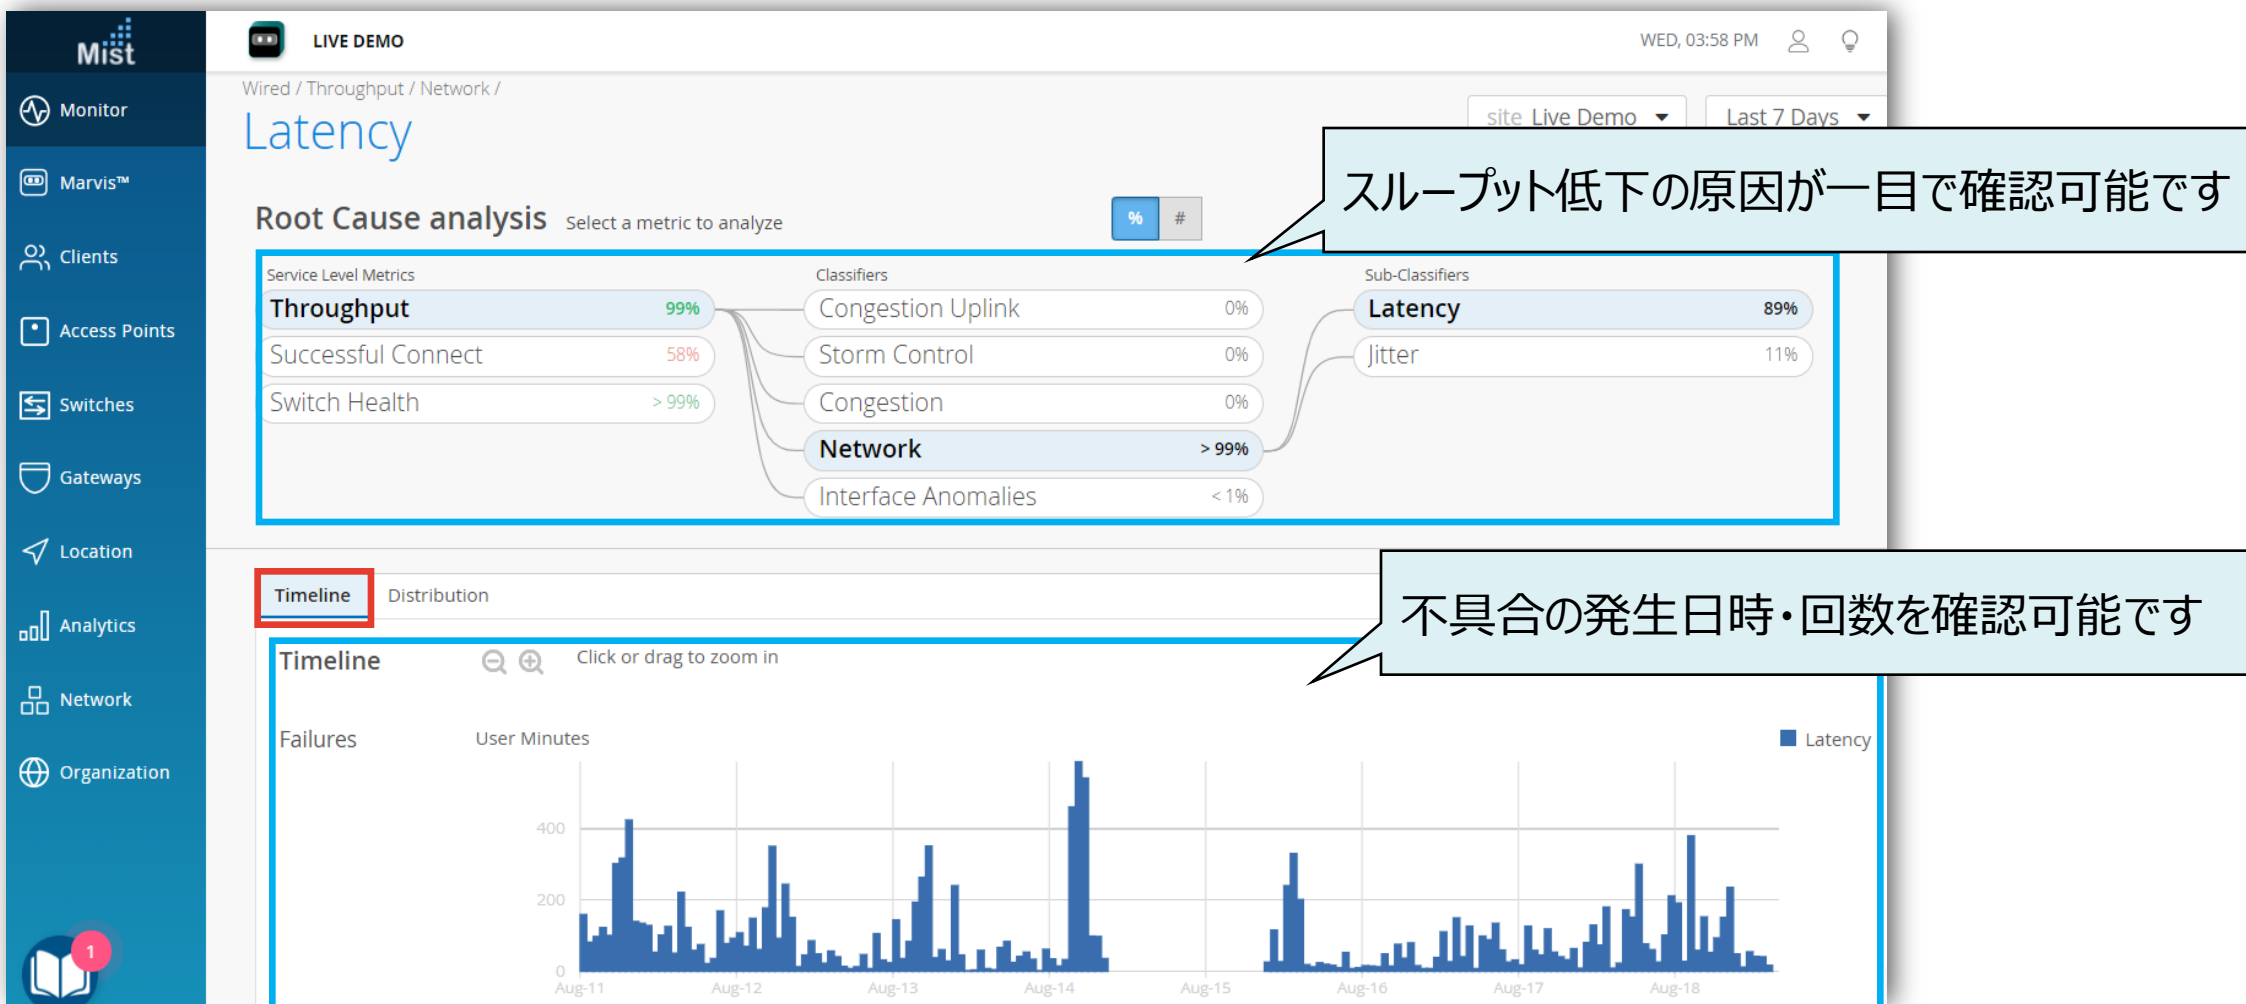 Mist
LIVE DEMO
WED, 03:58 PM
Monitor
Marvis™
Clients
Access Points
Switches
Gateways
Location
Analytics
Network
Organization
1
Wired / Throughput / Network /
Latency
site Live Demo
Last 7 Days
スループット低下の原因が一目で確認可能です
Root Cause analysis Select a metric to analyze
% #
Service Level Metrics
Throughput 99%
Successful Connect 58%
Switch Health > 99%
Classifiers
Congestion Uplink 0%
Storm Control 0%
Congestion 0%
Network > 99%
Interface Anomalies < 1%
Sub-Classifiers
Latency 89%
Jitter 11%
Timeline Distribution
不具合の発生日時・回数を確認可能です
Timeline Click or drag to zoom in
Failures User Minutes Latency
400
200
0
Aug-11 Aug-12 Aug-13 Aug-14 Aug-15 Aug-16 Aug-17 Aug-18